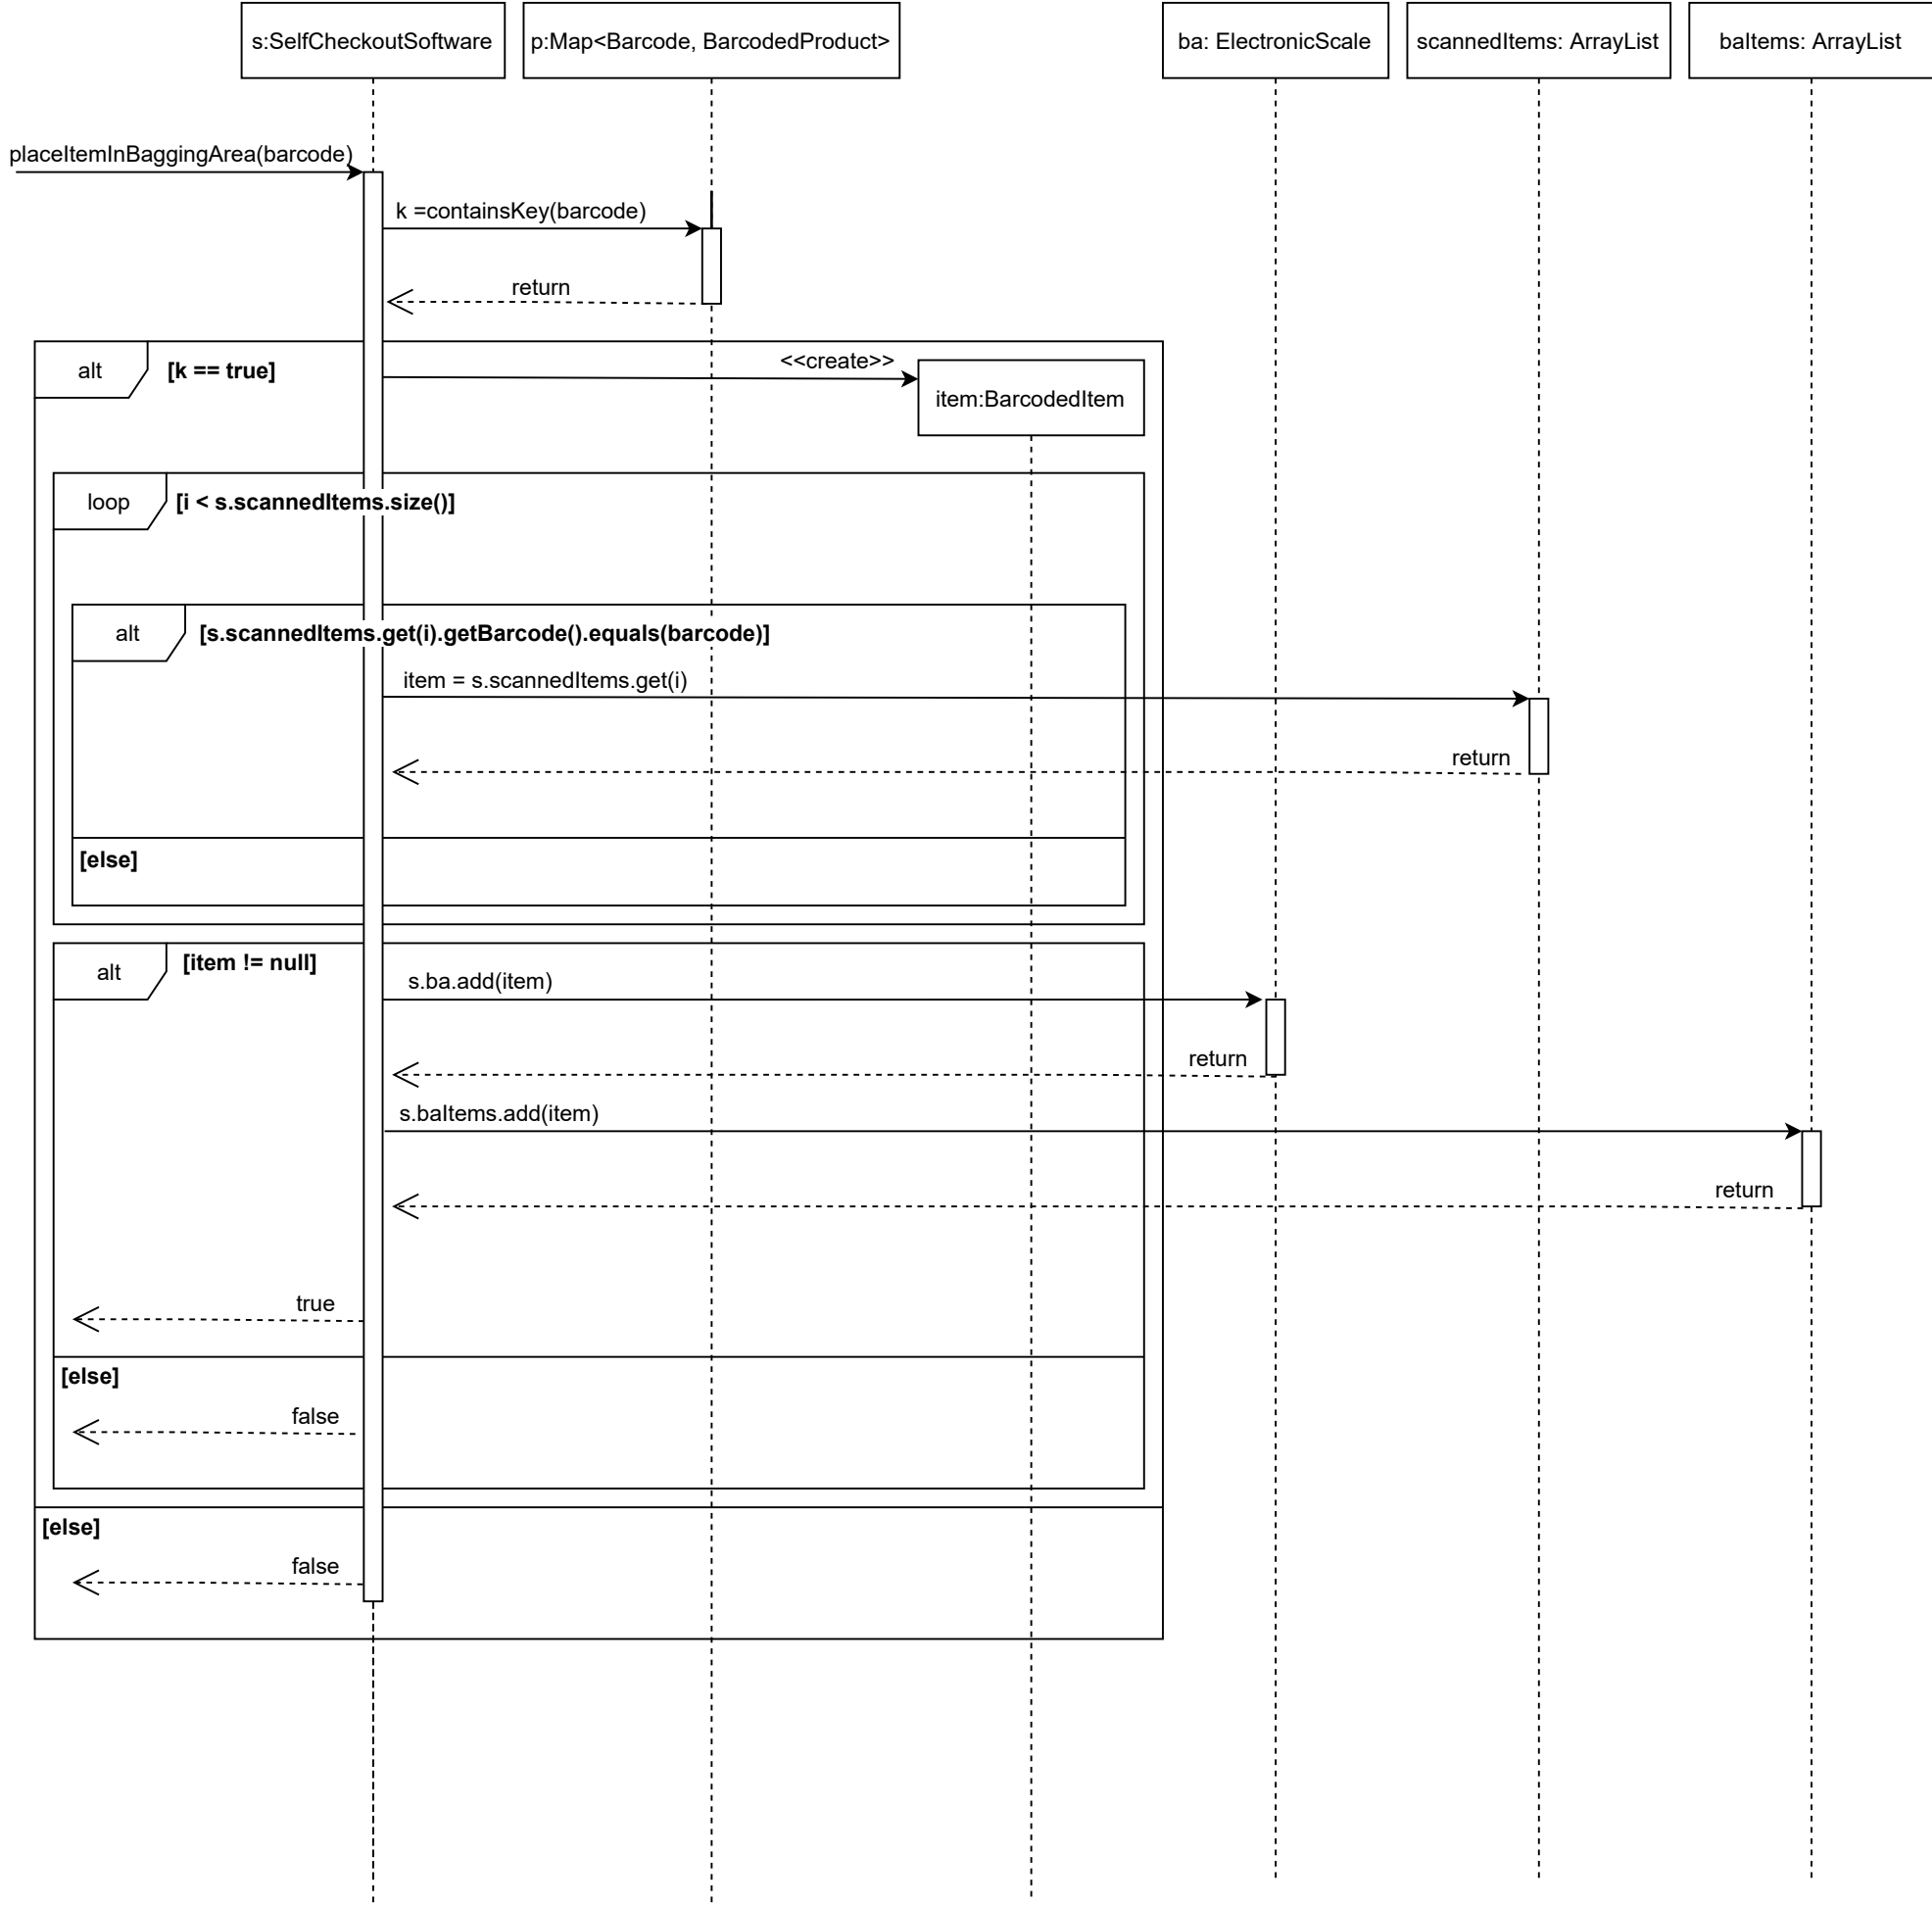 s:SelfCheckoutSoftware
p:Map<Barcode, BarcodedProduct>
ba: ElectronicScale
scannedItems: ArrayList
baItems: ArrayList
placeItemInBaggingArea(barcode)
k =containsKey(barcode)
return
alt
[k == true]
<<create>>
item:BarcodedItem
loop
[i < s.scannedItems.size()]
alt
[s.scannedItems.get(i).getBarcode().equals(barcode)]
item = s.scannedItems.get(i)
return
[else]
alt
[item != null]
s.ba.add(item)
return
s.baItems.add(item)
return
true
[else]
false
[else]
false